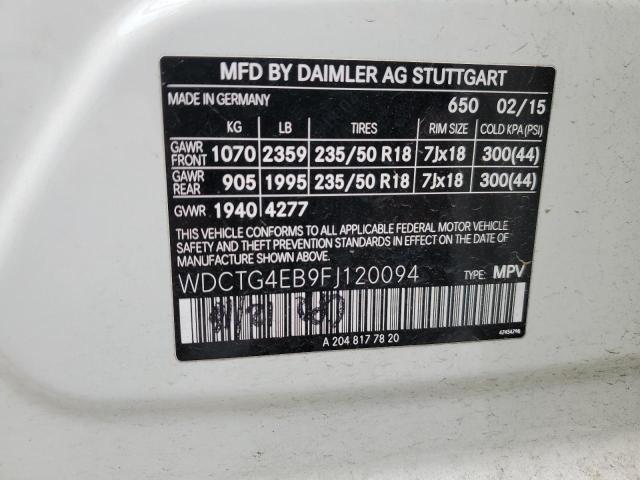 MFD BY DAIMLER AG STUTTGART
MADE IN GERMANY 650 02/15
KG LB TIRES RIM SIZE COLD KPA (PSI)
GAWR FRONT 1070 2359 235/50 R18 7Jx18 300(44)
GAWR REAR 905 1995 235/50 R18 7Jx18 300(44)
GVWR 1940 4277
THIS VEHICLE CONFORMS TO ALL APPLICABLE FEDERAL MOTOR VEHICLE
SAFETY, BUMPER, AND THEFT PREVENTION STANDARDS IN EFFECT ON THE DATE OF
MANUFACTURE SHOWN ABOVE.
WDCTG4EB9FJ120094 TYPE: MPV
A 204 817 78 20